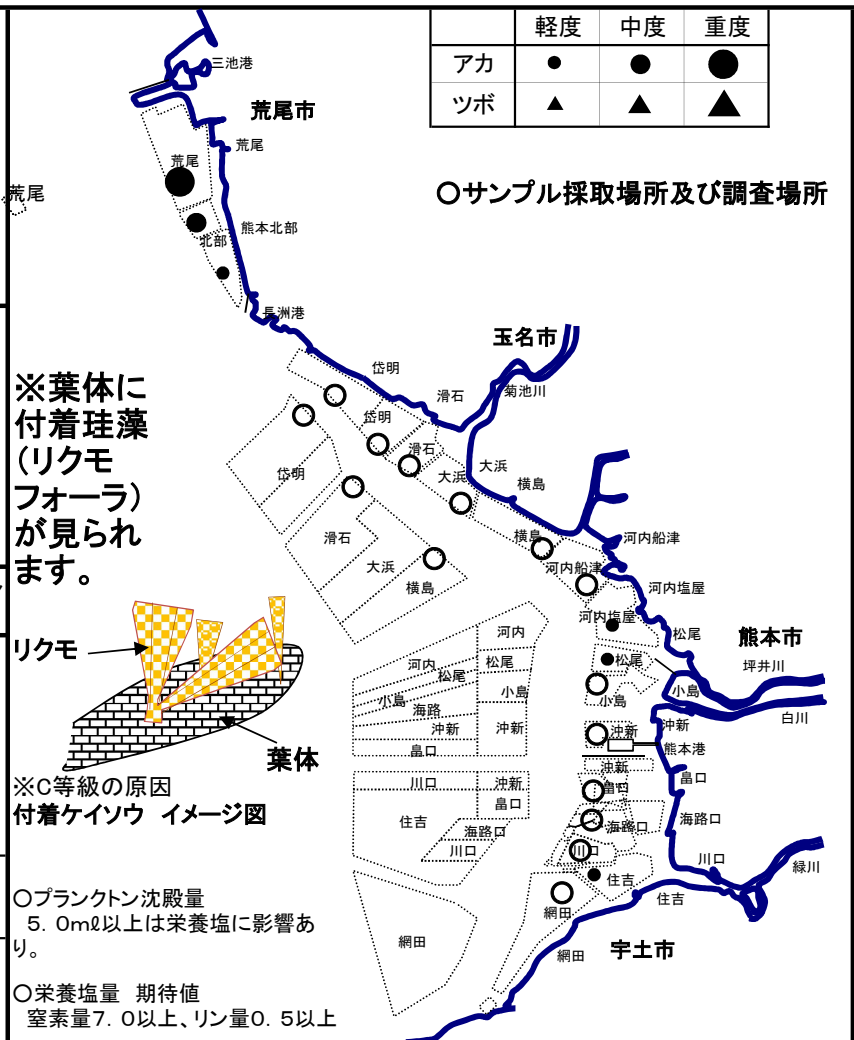 軽度 中度 重度
アカ
ツボ
○サンプル採取場所及び調査場所
三池港
荒尾市
荒尾
荒尾
荒尾
北部
熊本北部
長洲港
玉名市
岱明
滑石
菊池川
岱明
滑石
大浜
大浜
横島
岱明
滑石
大浜
横島
横島
河内船津
河内船津
河内塩屋
河内塩屋
松尾
熊本市
坪井川
松尾
小島
小島
白川
沖新
沖新
熊本港
沖新
畠口
畠口
海路口
海路口
川口
川口
緑川
住吉
住吉
網田
網田
宇土市
河内
河内
松尾
松尾
小島
小島
海路
沖新
沖新
畠口
川口
沖新
畠口
住吉
海路口
川口
網田
※葉体に
付着珪藻
(リクモ
フォーラ)
が見られ
ます。
リクモ
葉体
※C等級の原因
付着ケイソウ イメージ図
○プランクトン沈殿量
5. 0mℓ以上は栄養塩に影響あ
り。
○栄養塩量 期待値
窒素量7. 0以上、リン量0. 5以上